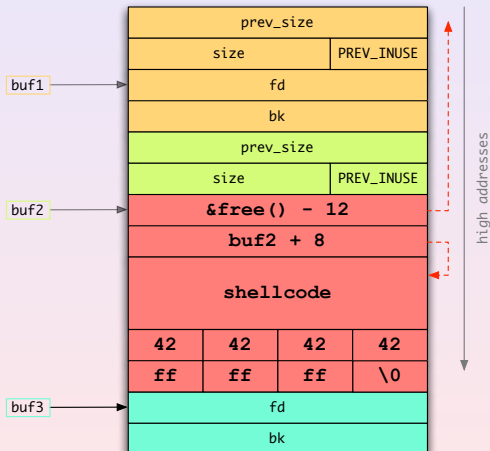 prev_size
size PREV_INUSE
buf1 fd
bk
prev_size
size PREV_INUSE
buf2 &free() - 12
buf2 + 8
shellcode
42 42 42 42
ff ff ff \0
buf3 fd
bk
high addresses